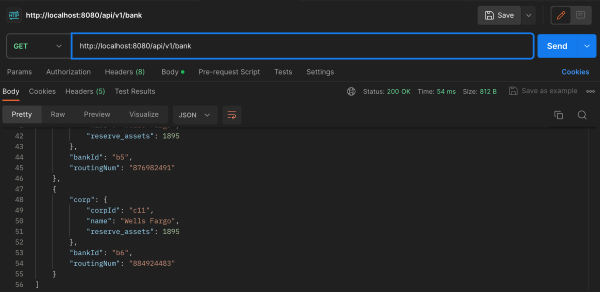 http://localhost:8080/api/v1/bank
Save
GET
http://localhost:8080/api/v1/bank
Send
Params Authorization Headers (8) Body Pre-request Script Tests Settings Cookies
Body Cookies Headers (5) Test Results Status: 200 OK Time: 54 ms Size: 812 B Save as example
Pretty Raw Preview Visualize JSON
42 "reserve_assets": 1895
43 },
44 "bankId": "b5",
45 "routingNum": "876982491"
46 },
47 {
48 "corp": {
49 "corpId": "c11",
50 "name": "Wells Fargo",
51 "reserve_assets": 1895
52 },
53 "bankId": "b6",
54 "routingNum": "884924483"
55 }
56 ]